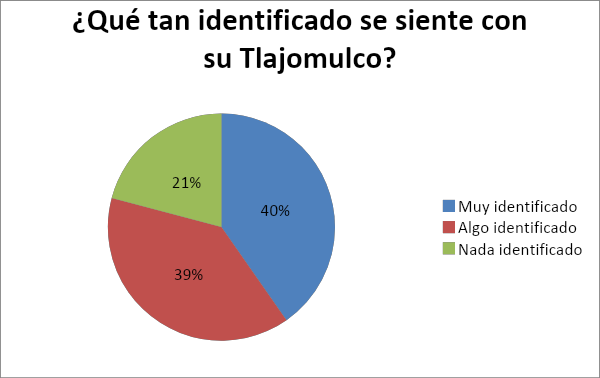 ¿Qué tan identificado se siente con
su Tlajomulco?
21%
40%
39%
Muy identificado
Algo identificado
Nada identificado